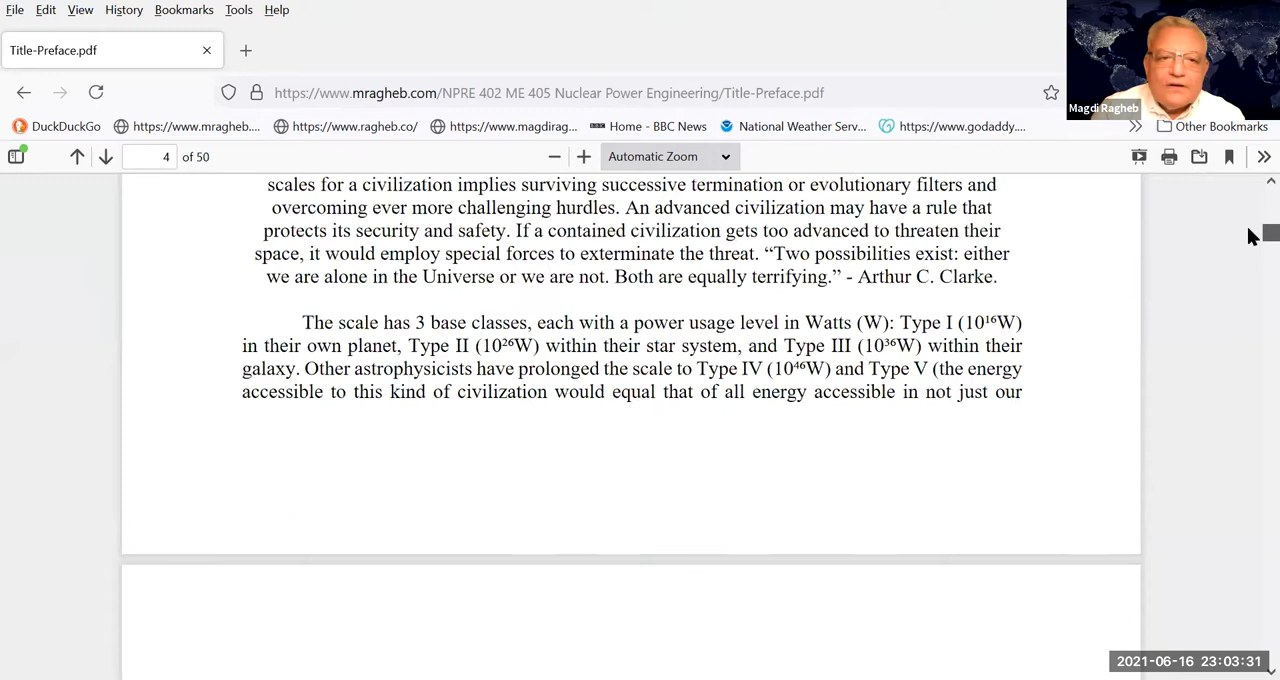 File Edit View History Bookmarks Tools Help
Title-Preface.pdf
https://www.mragheb.com/NPRE 402 ME 405 Nuclear Power Engineering/Title-Preface.pdf
Magdi Ragheb
DuckDuckGo https://www.mragheb.... https://www.ragheb.co/ https://www.magdirag... Home - BBC News National Weather Serv... https://www.godaddy.... Other Bookmarks
4 of 50 Automatic Zoom
scales for a civilization implies surviving successive termination or evolutionary filters and
overcoming ever more challenging hurdles. An advanced civilization may have a rule that
protects its security and safety. If a contained civilization gets too advanced to threaten their
space, it would employ special forces to exterminate the threat. “Two possibilities exist: either
we are alone in the Universe or we are not. Both are equally terrifying.” - Arthur C. Clarke.
The scale has 3 base classes, each with a power usage level in Watts (W): Type I (10¹⁶W)
in their own planet, Type II (10²⁶W) within their star system, and Type III (10³⁶W) within their
galaxy. Other astrophysicists have prolonged the scale to Type IV (10⁴⁶W) and Type V (the energy
accessible to this kind of civilization would equal that of all energy accessible in not just our
2021-06-16 23:03:31